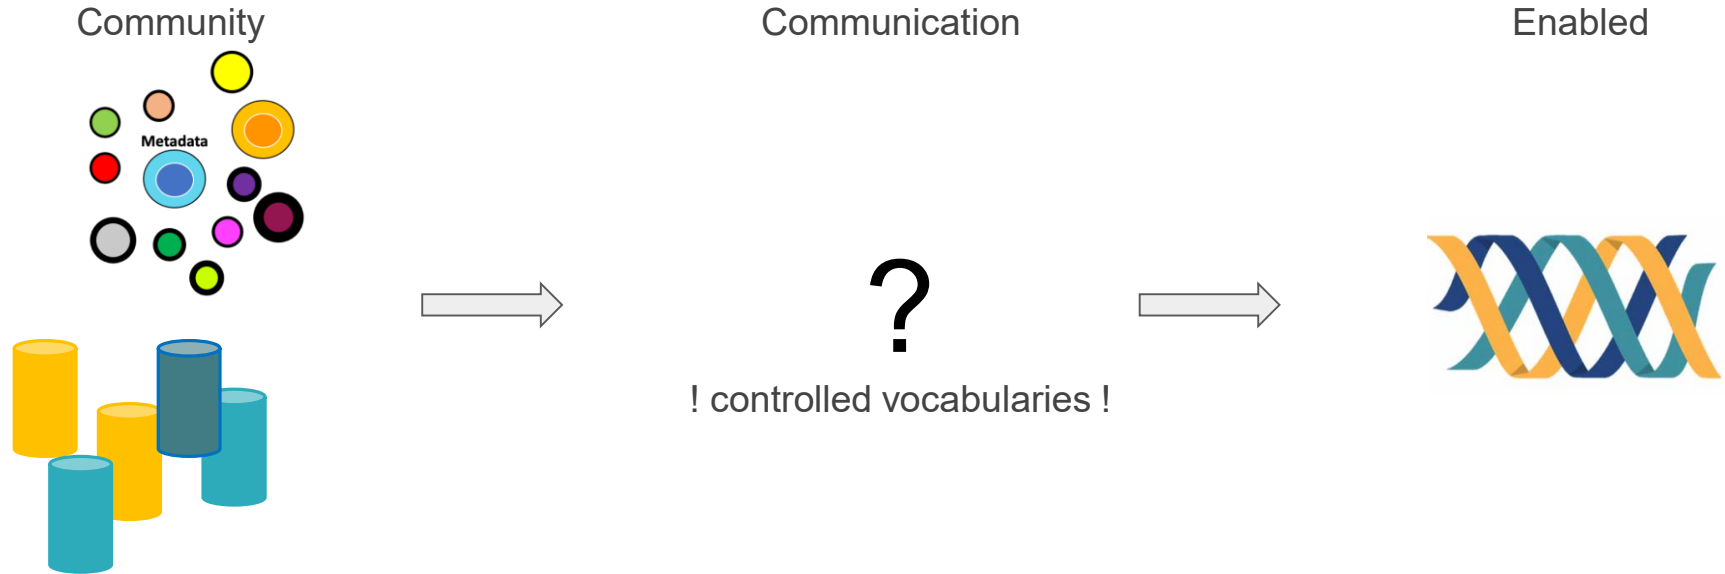 Community
Communication
Enabled
Metadata
?
! controlled vocabularies !